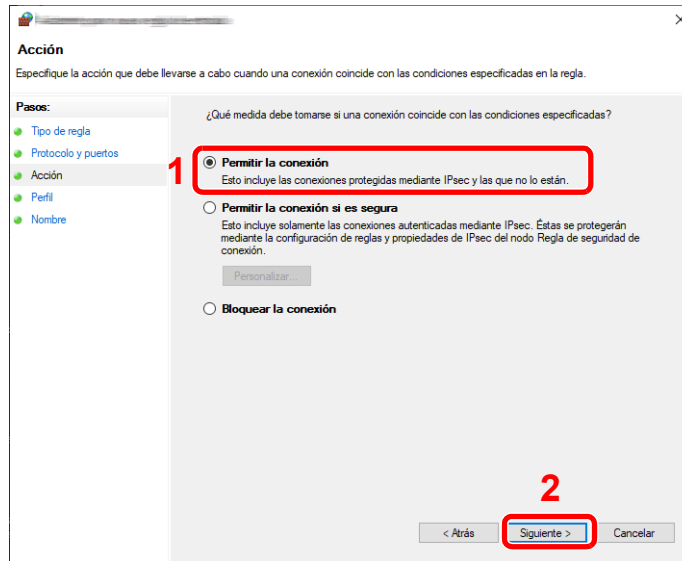 Acción
Especifique la acción que debe llevarse a cabo cuando una conexión coincide con las condiciones especificadas en la regla.
Pasos:
Tipo de regla
Protocolo y puertos
Acción
Perfil
Nombre
¿Qué medida debe tomarse si una conexión coincide con las condiciones especificadas?
1
Permitir la conexión
Esto incluye las conexiones protegidas mediante IPsec y las que no lo están.
Permitir la conexión si es segura
Esto incluye solamente las conexiones autenticadas mediante IPsec. Éstas se protegerán
mediante la configuración de reglas y propiedades de IPsec del nodo Regla de seguridad de
conexión.
Personalizar...
Bloquear la conexión
2
< Atrás
Siguiente >
Cancelar